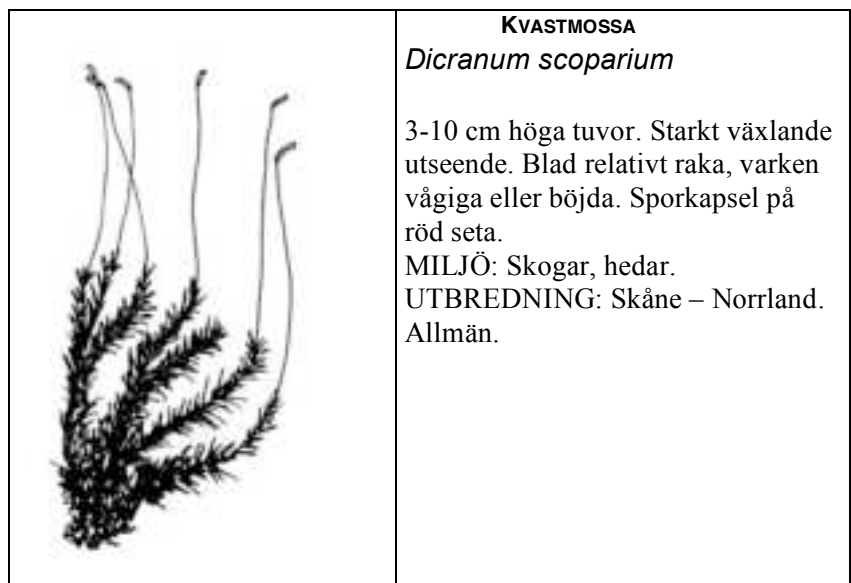 KVASTMOSSA
Dicranum scoparium
3-10 cm höga tuvor. Starkt växlande
utseende. Blad relativt raka, varken
vågiga eller böjda. Sporkapsel på
röd seta.
MILJÖ: Skogar, hedar.
UTBREDNING: Skåne – Norrland.
Allmän.